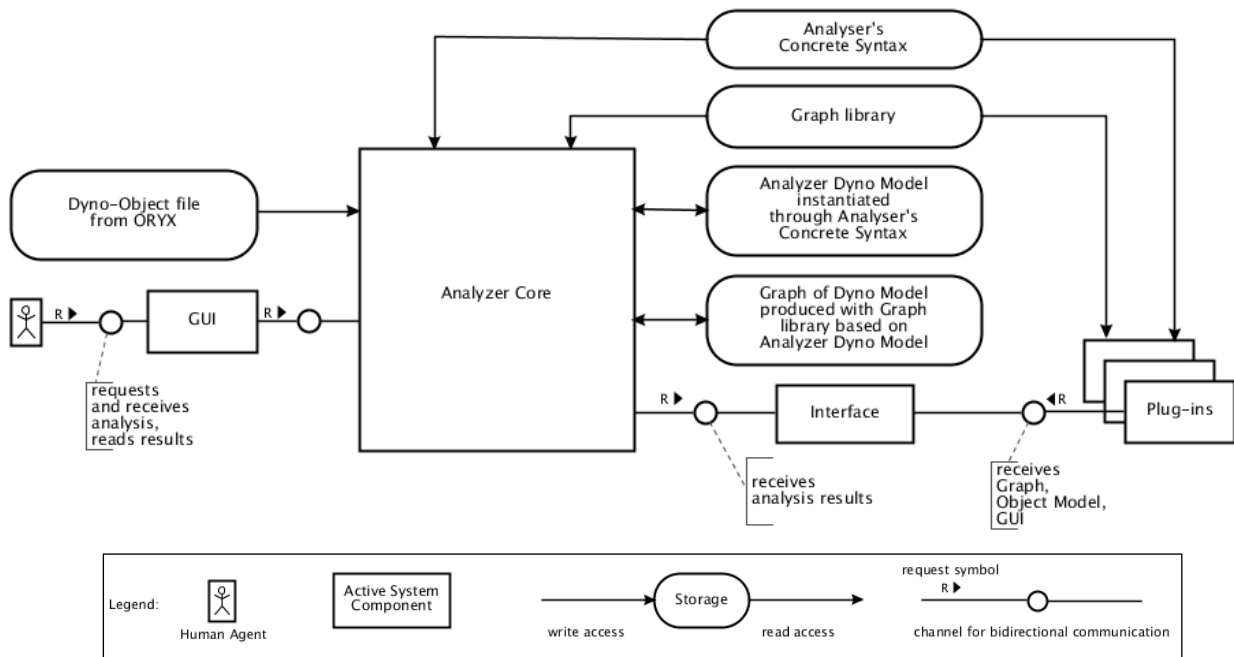 Analyser's
Concrete Syntax
Graph library
Dyno-Object file
from ORYX
Analyzer Dyno Model
instantiated
through Analyser's
Concrete Syntax
Analyzer Core
Graph of Dyno Model
produced with Graph
library based on
Analyzer Dyno Model
R
GUI
R
requests
and receives
analysis,
reads results
R
Interface
R
Plug-ins
receives
analysis results
receives
Graph,
Object Model,
GUI
Legend:
Human Agent
Active System
Component
write access
Storage
read access
request symbol
R
channel for bidirectional communication